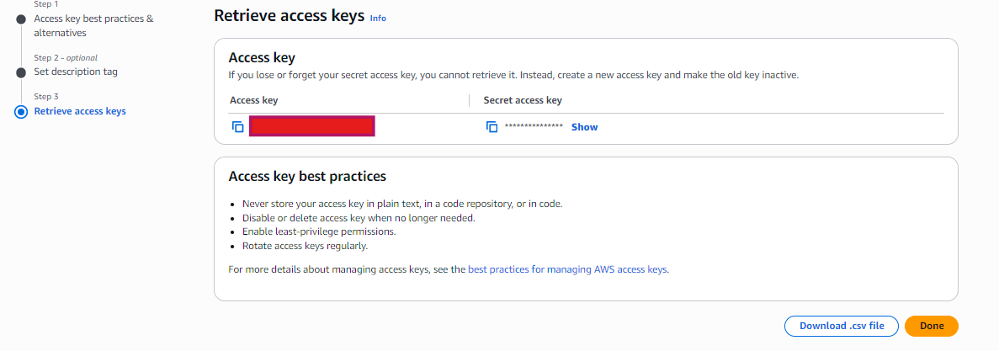 Step 1
Access key best practices &
alternatives
Step 2 - optional
Set description tag
Step 3
Retrieve access keys
Retrieve access keys Info
Access key
If you lose or forget your secret access key, you cannot retrieve it. Instead, create a new access key and make the old key inactive.
Access key Secret access key
*************** Show
Access key best practices
• Never store your access key in plain text, in a code repository, or in code.
• Disable or delete access key when no longer needed.
• Enable least-privilege permissions.
• Rotate access keys regularly.
For more details about managing access keys, see the best practices for managing AWS access keys.
Download .csv file Done